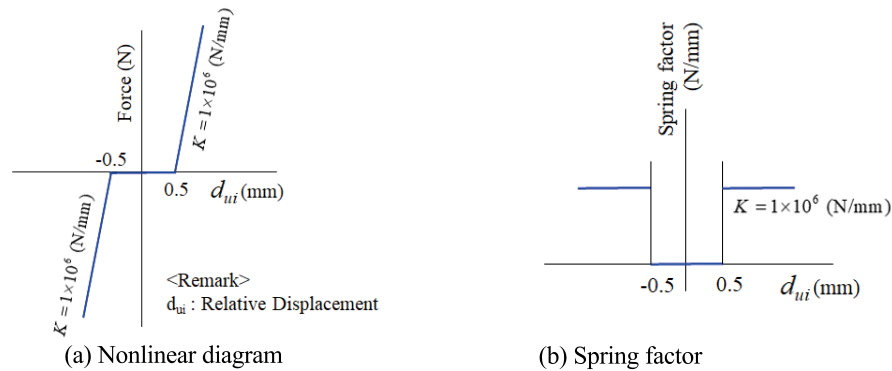 Force (N)
K = 1×10⁶ (N/mm)
-0.5
0.5
d_ui (mm)
K = 1×10⁶ (N/mm)
<Remark>
d_ui : Relative Displacement
(a) Nonlinear diagram
Spring factor
(N/mm)
K = 1×10⁶ (N/mm)
-0.5
0.5
d_ui (mm)
(b) Spring factor